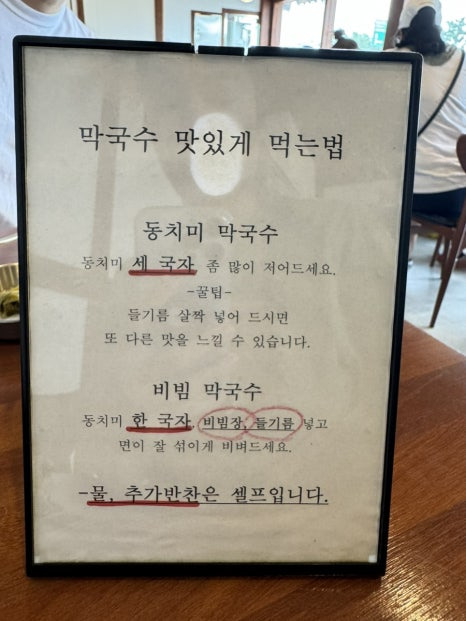 막국수 맛있게 먹는법
동치미 막국수
동치미 세 국자 좀 많이 저어드세요.
-꿀팁-
들기름 살짝 넣어 드시면
또 다른 맛을 느낄 수 있습니다.
비빔 막국수
동치미 한 국자, 비빔장, 들기름 넣고
면이 잘 섞이게 비벼드세요.
-물, 추가반찬은 셀프입니다.